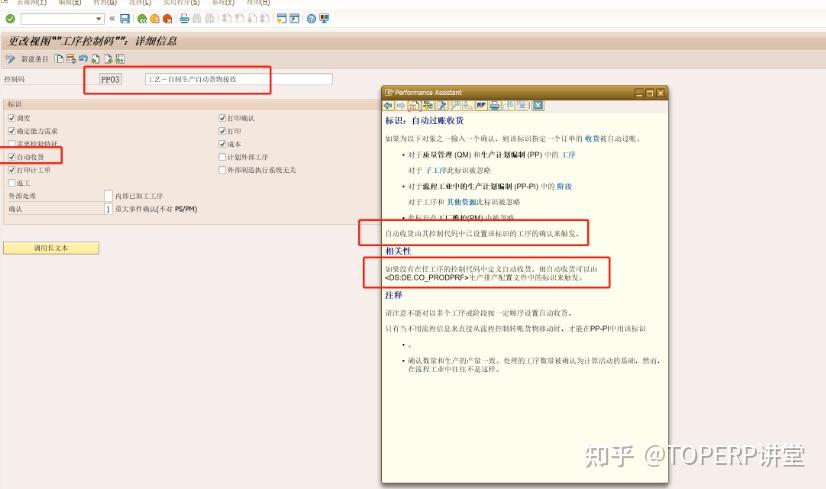 表视图(T) 编辑(E) 转到(G) 选择(L) 实用程序(S) 系统(Y) 帮助(H)
更改视图""工序控制码"": 详细信息
新建条目
控制码 PP03 工艺－自制生产自动货物接收
标识
调度 打印确认
确定能力需求 打印
需要检验特征 成本
自动收货 计划外部工序
打印计工单 外部制造执行系统无关
返工
外部处理 内部已加工工序
确认 1 重大事件确认(不对 PS/PM)
调用长文本
Performance Assistant
标识：自动过账收货
如果为以下对象之一输入一个确认，则该标识指定一个订单的 收货被自动过账。
• 对于质量管理 (QM) 和生产计划编制 (PP) 中的 工序
对于 子工序此标识被忽略
• 对于流程工业中的生产计划编制 (PP-PI) 中的 阶段
对于工序和 其他资源此标识被忽略
• 此标识在工厂维护(PM) 中被忽略
自动收货由其控制代码中已设置该标识的工序的确认来触发。
相关性
如果没有在任工序的控制代码中定义自动收货，则自动收货可以由
<DS:DE.CO_PRODPRF>生产排产配置文件中的标识来触发。
注释
请注意不能对以多个工序或阶段按一定顺序设置自动收货。
只有当不用流程信息来直接从流程控制转账货物移动时，才能在PP-PI中用该标识
• 。
• 确认数量和生产的产量一致。处理的工序数量被确认为计算活动的基础，然而，
在流程工业中往往不是这样。
知乎 @TOPERP讲堂